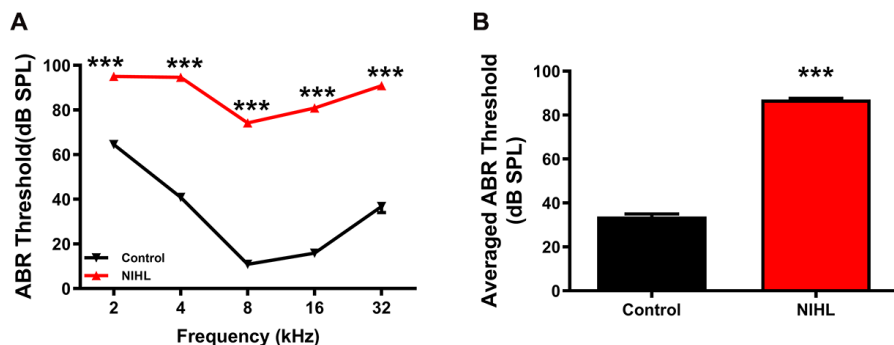 A
ABR Threshold(dB SPL)
100
80
60
40
20
0
***
***
***
***
***
Control
NIHL
2
4
8
16
32
Frequency (kHz)
B
Averaged ABR Threshold
(dB SPL)
100
80
60
40
20
0
***
Control
NIHL